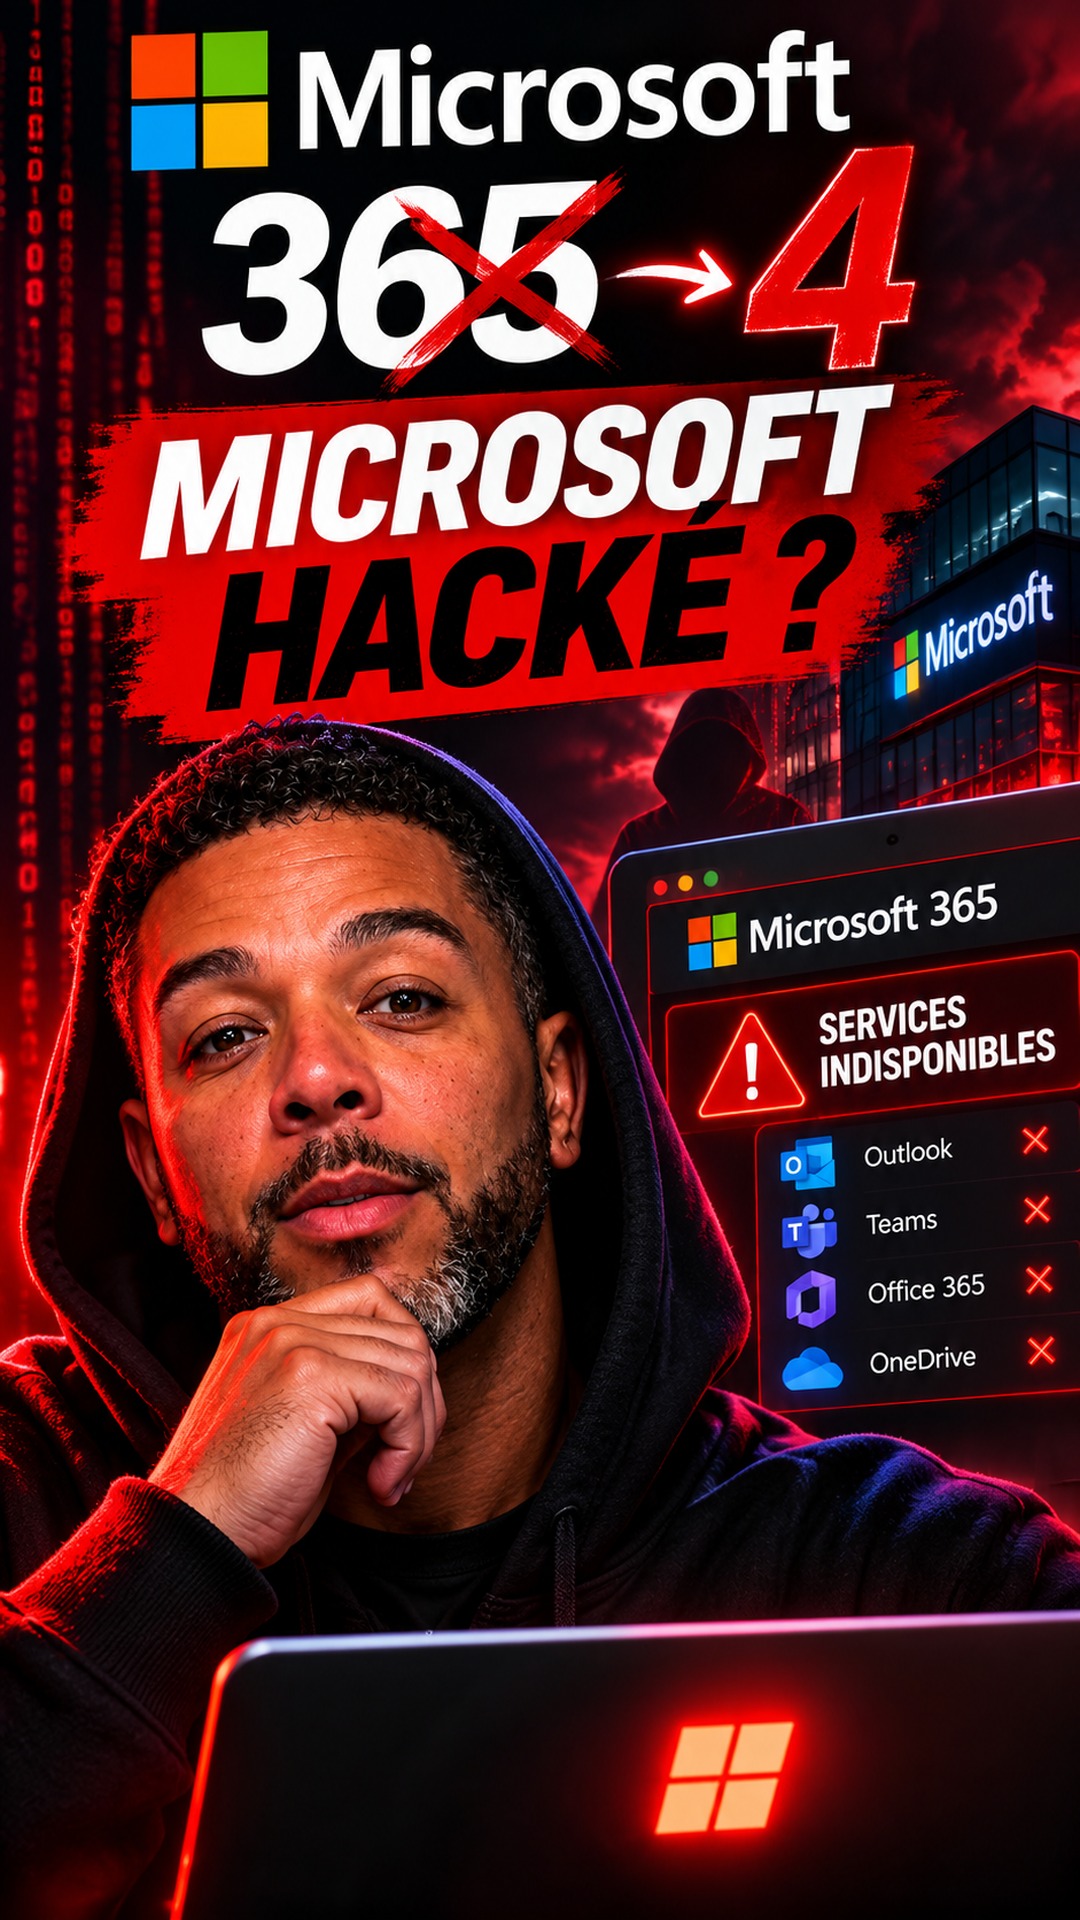 Microsoft
365 → 4
MICROSOFT
HACKÉ ?
Microsoft
Microsoft 365
SERVICES
INDISPONIBLES
Outlook
Teams
Office 365
OneDrive